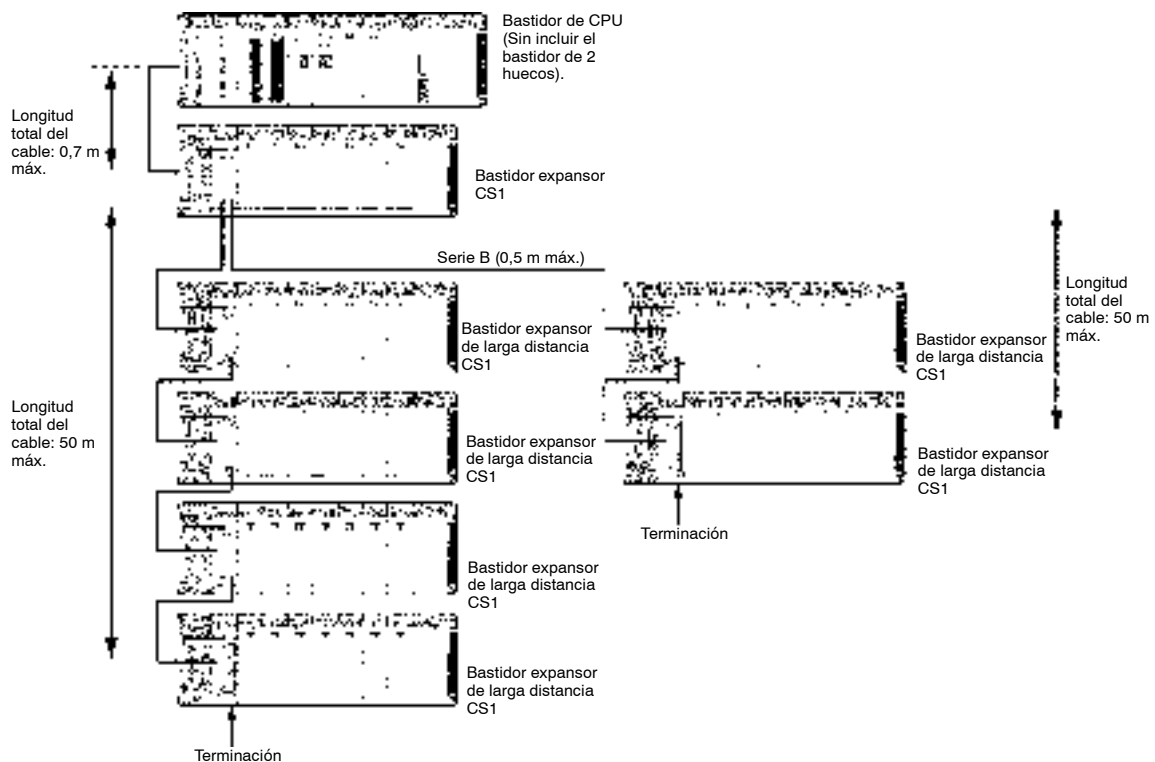 Bastidor de CPU
(Sin incluir el
bastidor de 2
huecos).
Longitud
total del
cable: 0,7 m
máx.
Bastidor expansor
CS1
Serie B (0,5 m máx.)
Longitud
total del
cable: 50 m
máx.
Bastidor expansor
de larga distancia
CS1
Bastidor expansor
de larga distancia
CS1
Longitud
total del
cable: 50 m
máx.
Bastidor expansor
de larga distancia
CS1
Bastidor expansor
de larga distancia
CS1
Terminación
Bastidor expansor
de larga distancia
CS1
Bastidor expansor
de larga distancia
CS1
Terminación